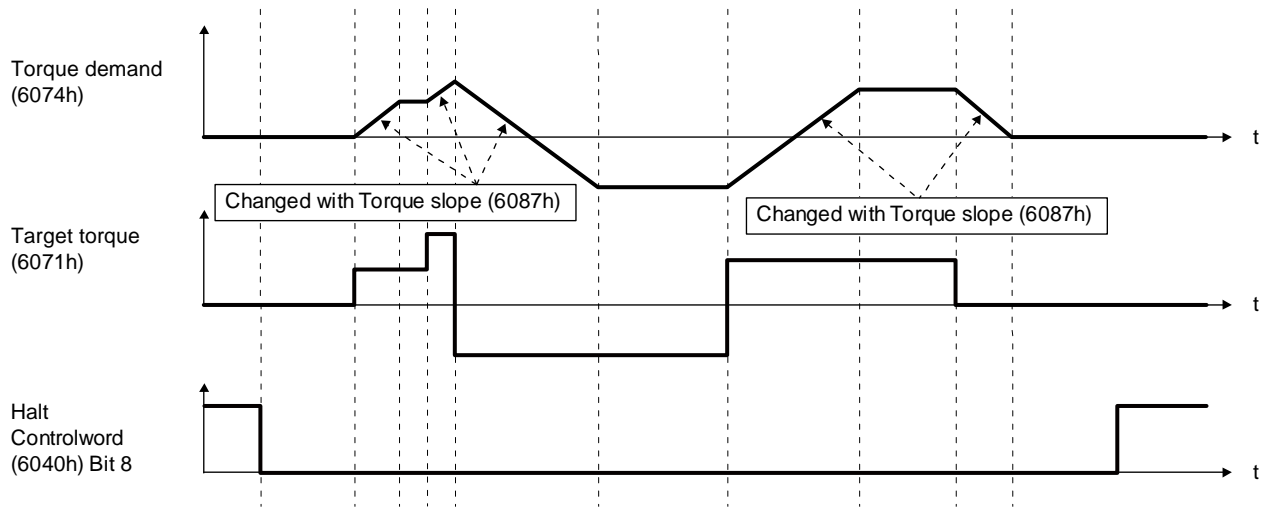 Torque demand
(6074h)
t
Changed with Torque slope (6087h)
Changed with Torque slope (6087h)
Target torque
(6071h)
t
Halt
Controlword
(6040h) Bit 8
t